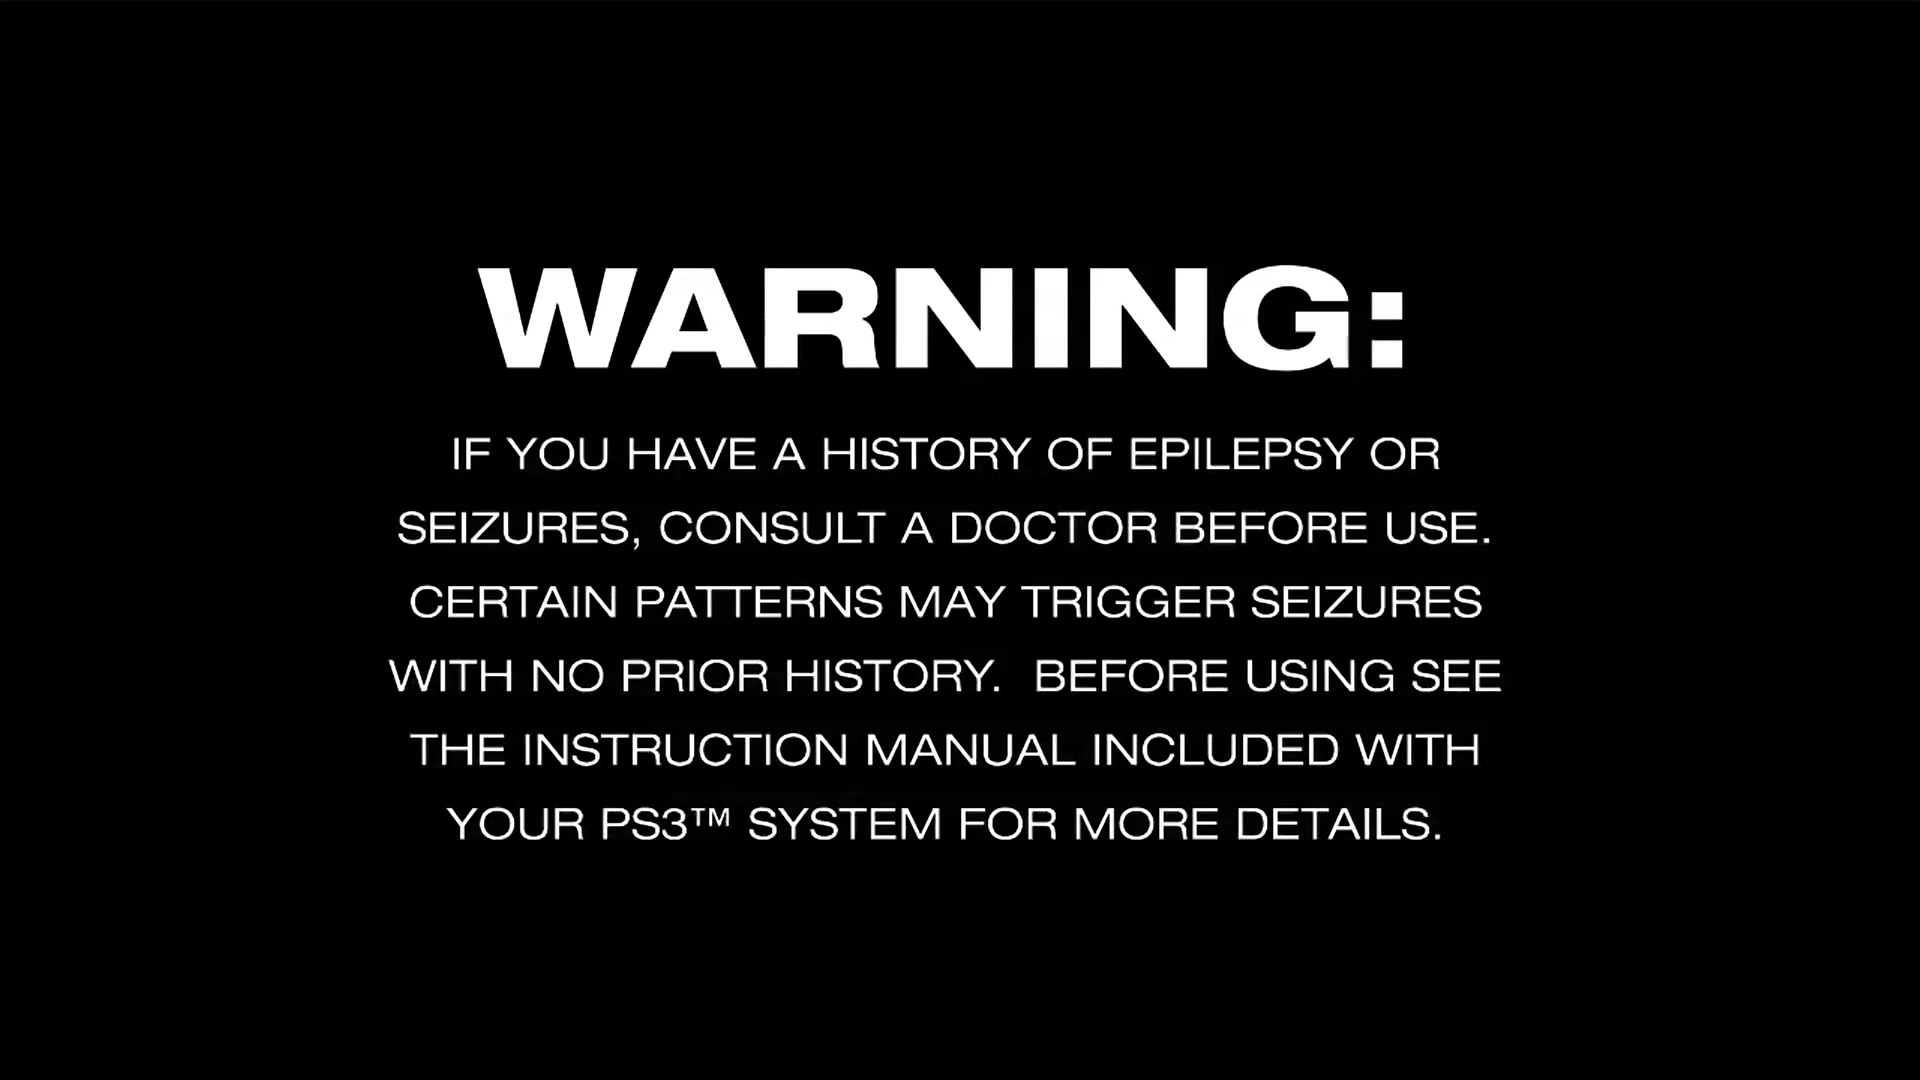 WARNING:
IF YOU HAVE A HISTORY OF EPILEPSY OR
SEIZURES, CONSULT A DOCTOR BEFORE USE.
CERTAIN PATTERNS MAY TRIGGER SEIZURES
WITH NO PRIOR HISTORY.  BEFORE USING SEE
THE INSTRUCTION MANUAL INCLUDED WITH
YOUR PS3™ SYSTEM FOR MORE DETAILS.